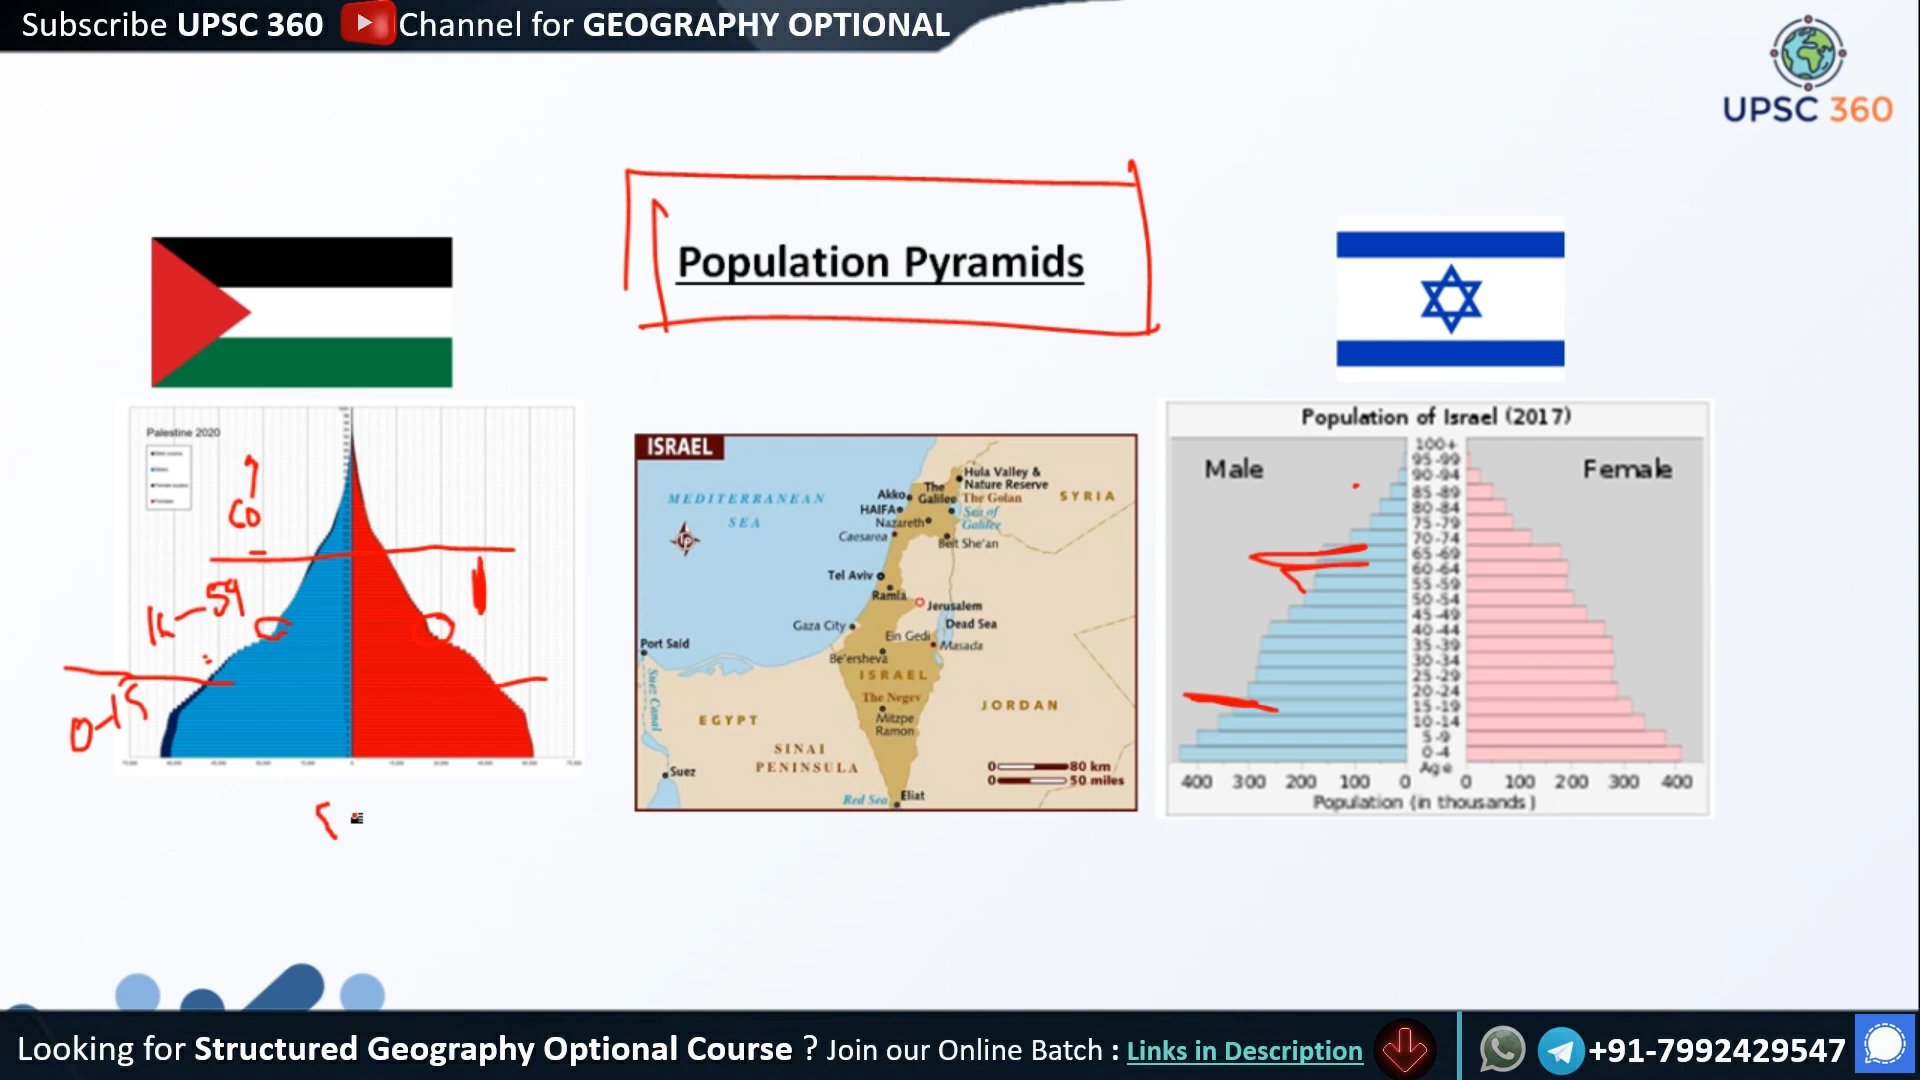 Subscribe UPSC 360 Channel for GEOGRAPHY OPTIONAL
UPSC 360
Population Pyramids
Palestine 2020
Males
Females
60
15-59
0-15
ISRAEL
MEDITERRANEAN
SEA
Hula Valley &
Nature Reserve
The
Galilee
The Golan
SYRIA
Akko
HAIFA
Sea of
Galilee
Nazareth
Caesarea
Beit She'an
Tel Aviv
Ramla
Jerusalem
Gaza City
Dead Sea
Ein Gedi
Port Said
Masada
Be'ersheva
ISRAEL
Suez Canal
The Negev
JORDAN
EGYPT
Mitzpe
Ramon
SINAI
PENINSULA
0 80 km
0 50 miles
Suez
Red Sea
Eliat
Population of Israel (2017)
Male
Female
100+
95-99
90-94
85-89
80-84
75-79
70-74
65-69
60-64
55-59
50-54
45-49
40-44
35-39
30-34
25-29
20-24
15-19
10-14
5-9
0-4
Age
400 300 200 100 0 0 100 200 300 400
Population (in thousands)
Looking for Structured Geography Optional Course ? Join our Online Batch : Links in Description
+91-7992429547